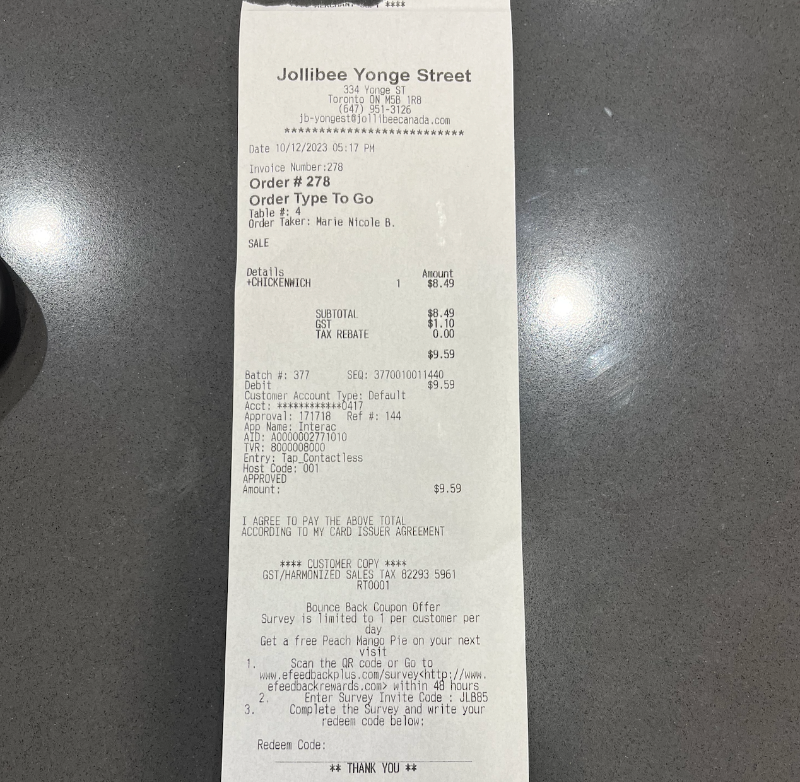 ****
Jollibee Yonge Street
334 Yonge ST
Toronto ON M5B 1R8
(647) 951-3126
jb-yongest@jollibeecanada.com
**************************
Date 10/12/2023 05:17 PM
Invoice Number:278
Order # 278
Order Type To Go
Table #: 4
Order Taker: Marie Nicole B.
SALE
Details Amount
+CHICKENWICH 1 $8.49
SUBTOTAL $8.49
GST $1.10
TAX REBATE 0.00
$9.59
Batch #: 377 SEQ: 3770010011440
Debit $9.59
Customer Account Type: Default
Acct: ************0417
Approval: 171718 Ref #: 144
App Name: Interac
AID: A0000002771010
TVR: 8000008000
Entry: Tap_Contactless
Host Code: 001
APPROVED
Amount: $9.59
I AGREE TO PAY THE ABOVE TOTAL
ACCORDING TO MY CARD ISSUER AGREEMENT
**** CUSTOMER COPY ****
GST/HARMONIZED SALES TAX 82293 5961
RT0001
Bounce Back Coupon Offer
Survey is limited to 1 per customer per
day
Get a free Peach Mango Pie on your next
visit
1. Scan the QR code or Go to
www.efeedbackplus.com/survey<http://www.
efeedbackrewards.com> within 48 hours
2. Enter Survey Invite Code : JLB85
3. Complete the Survey and write your
redeem code below:
Redeem Code:
** THANK YOU **